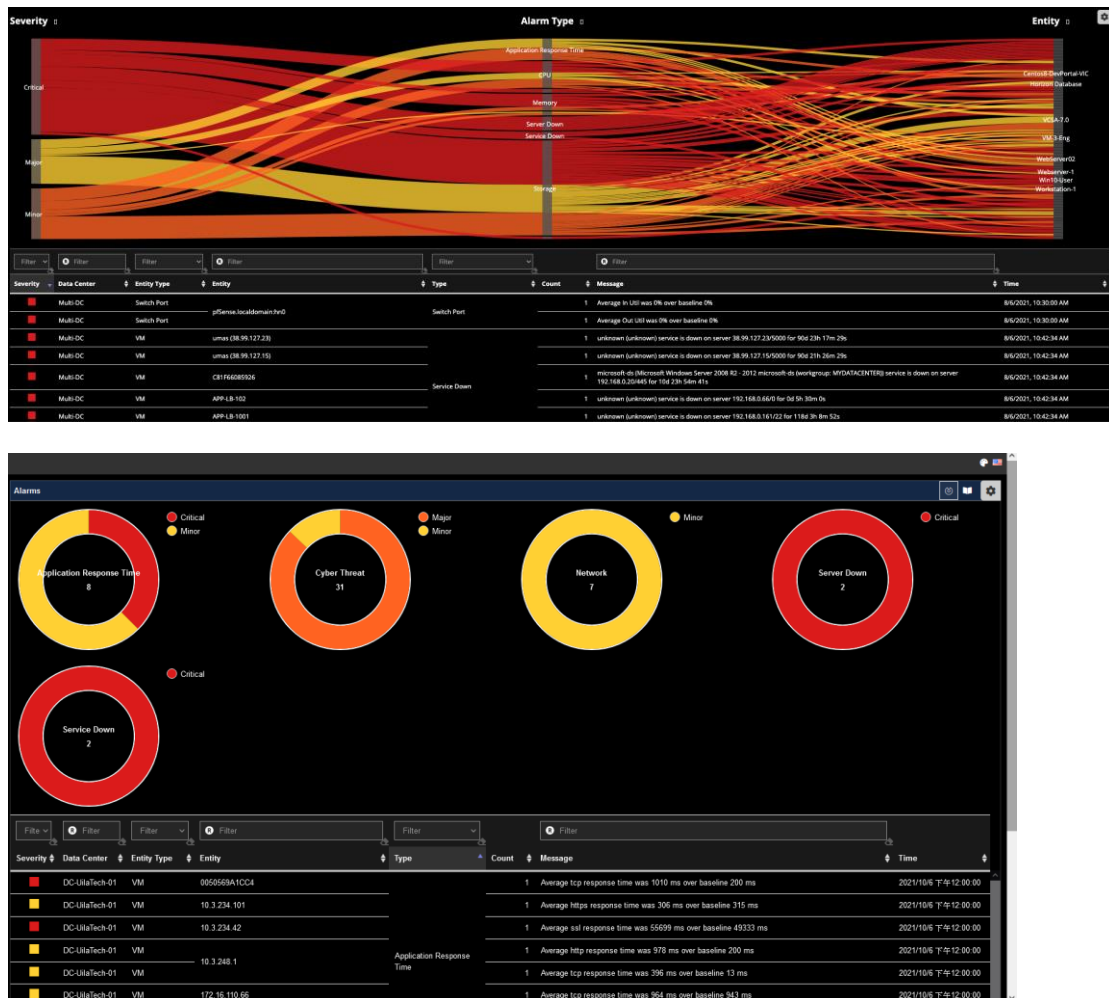 Severity Alarm Type Entity
Application Response Time
CPU
Centos8-DevPortal-VIC
Horizon Database
Critical
Memory
Server Down
VCSA-7.0
Service Down
VM-3-Eng
Major
WebServer02
Webserver-1
Win10-User
Storage
Workstation-1
Minor
Filter Filter Filter Filter Filter Filter
Severity Data Center Entity Type Entity Type Count Message Time
Multi-DC Switch Port pfSense.localdomain:hn0 Switch Port 1 Average In Util was 0% over baseline 0% 8/6/2021, 10:30:00 AM
Multi-DC Switch Port 1 Average Out Util was 0% over baseline 0% 8/6/2021, 10:30:00 AM
Multi-DC VM umas (38.99.127.23) 1 unknown (unknown) service is down on server 38.99.127.23/5000 for 90d 23h 17m 29s 8/6/2021, 10:42:34 AM
Multi-DC VM umas (38.99.127.15) 1 unknown (unknown) service is down on server 38.99.127.15/5000 for 90d 21h 26m 29s 8/6/2021, 10:42:34 AM
Multi-DC VM C81F66085926 Service Down 1 microsoft-ds (Microsoft Windows Server 2008 R2 - 2012 microsoft-ds (workgroup: MYDATACENTER)) service is down on server
192.168.0.20/445 for 10d 23h 54m 41s 8/6/2021, 10:42:34 AM
Multi-DC VM APP-LB-102 1 unknown (unknown) service is down on server 192.168.0.66/0 for 0d 5h 30m 0s 8/6/2021, 10:42:34 AM
Multi-DC VM APP-LB-1001 1 unknown (unknown) service is down on server 192.168.0.161/22 for 118d 3h 8m 52s 8/6/2021, 10:42:34 AM
Alarms
Critical
Minor
Application Response Time
8
Major
Minor
Cyber Threat
31
Minor
Network
7
Critical
Server Down
2
Critical
Service Down
2
Filte Filter Filter Filter Filter Filter
Severity Data Center Entity Type Entity Type Count Message Time
DC-UilaTech-01 VM 0050569A1CC4 1 Average tcp response time was 1010 ms over baseline 200 ms 2021/10/6 下午12:00:00
DC-UilaTech-01 VM 10.3.234.101 1 Average https response time was 306 ms over baseline 315 ms 2021/10/6 下午12:00:00
DC-UilaTech-01 VM 10.3.234.42 1 Average ssl response time was 55699 ms over baseline 49333 ms 2021/10/6 下午12:00:00
DC-UilaTech-01 VM 10.3.248.1 Application Response 1 Average http response time was 978 ms over baseline 200 ms 2021/10/6 下午12:00:00
DC-UilaTech-01 VM Time 1 Average tcp response time was 396 ms over baseline 13 ms 2021/10/6 下午12:00:00
DC-UilaTech-01 VM 172.16.110.66 1 Average tcp response time was 964 ms over baseline 943 ms 2021/10/6 下午12:00:00